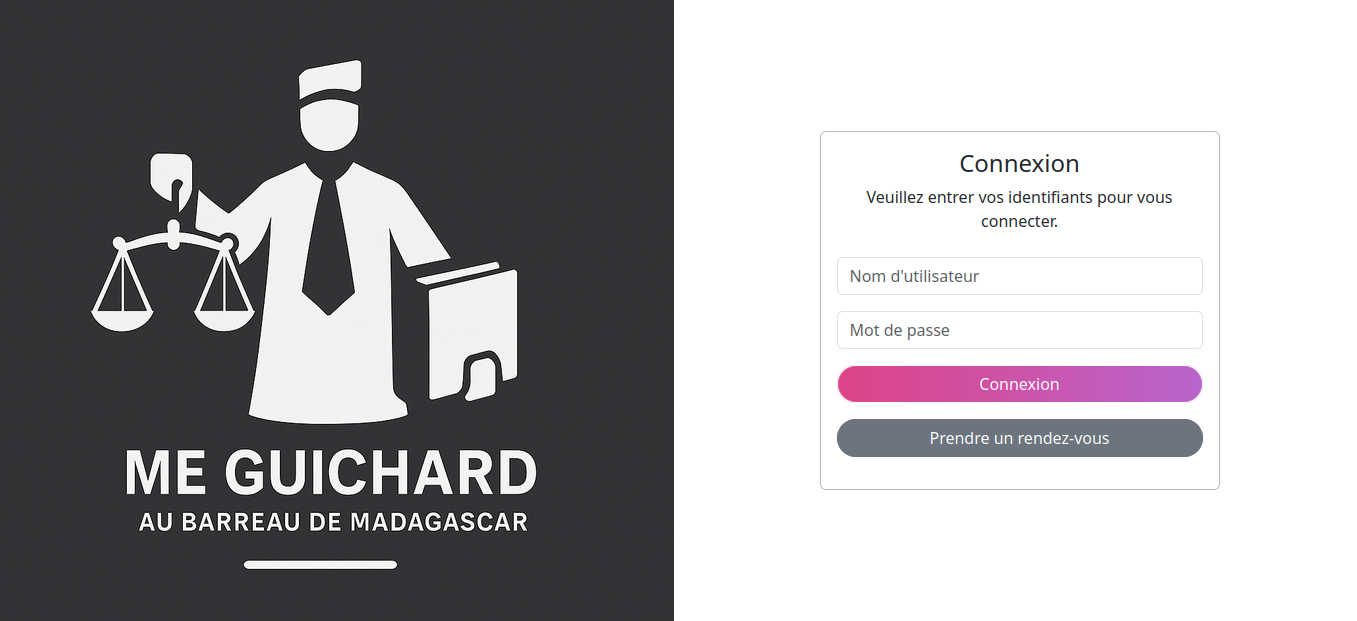 ME GUICHARD
AU BARREAU DE MADAGASCAR
Connexion
Veuillez entrer vos identifiants pour vous
connecter.
Nom d'utilisateur
Mot de passe
Connexion
Prendre un rendez-vous